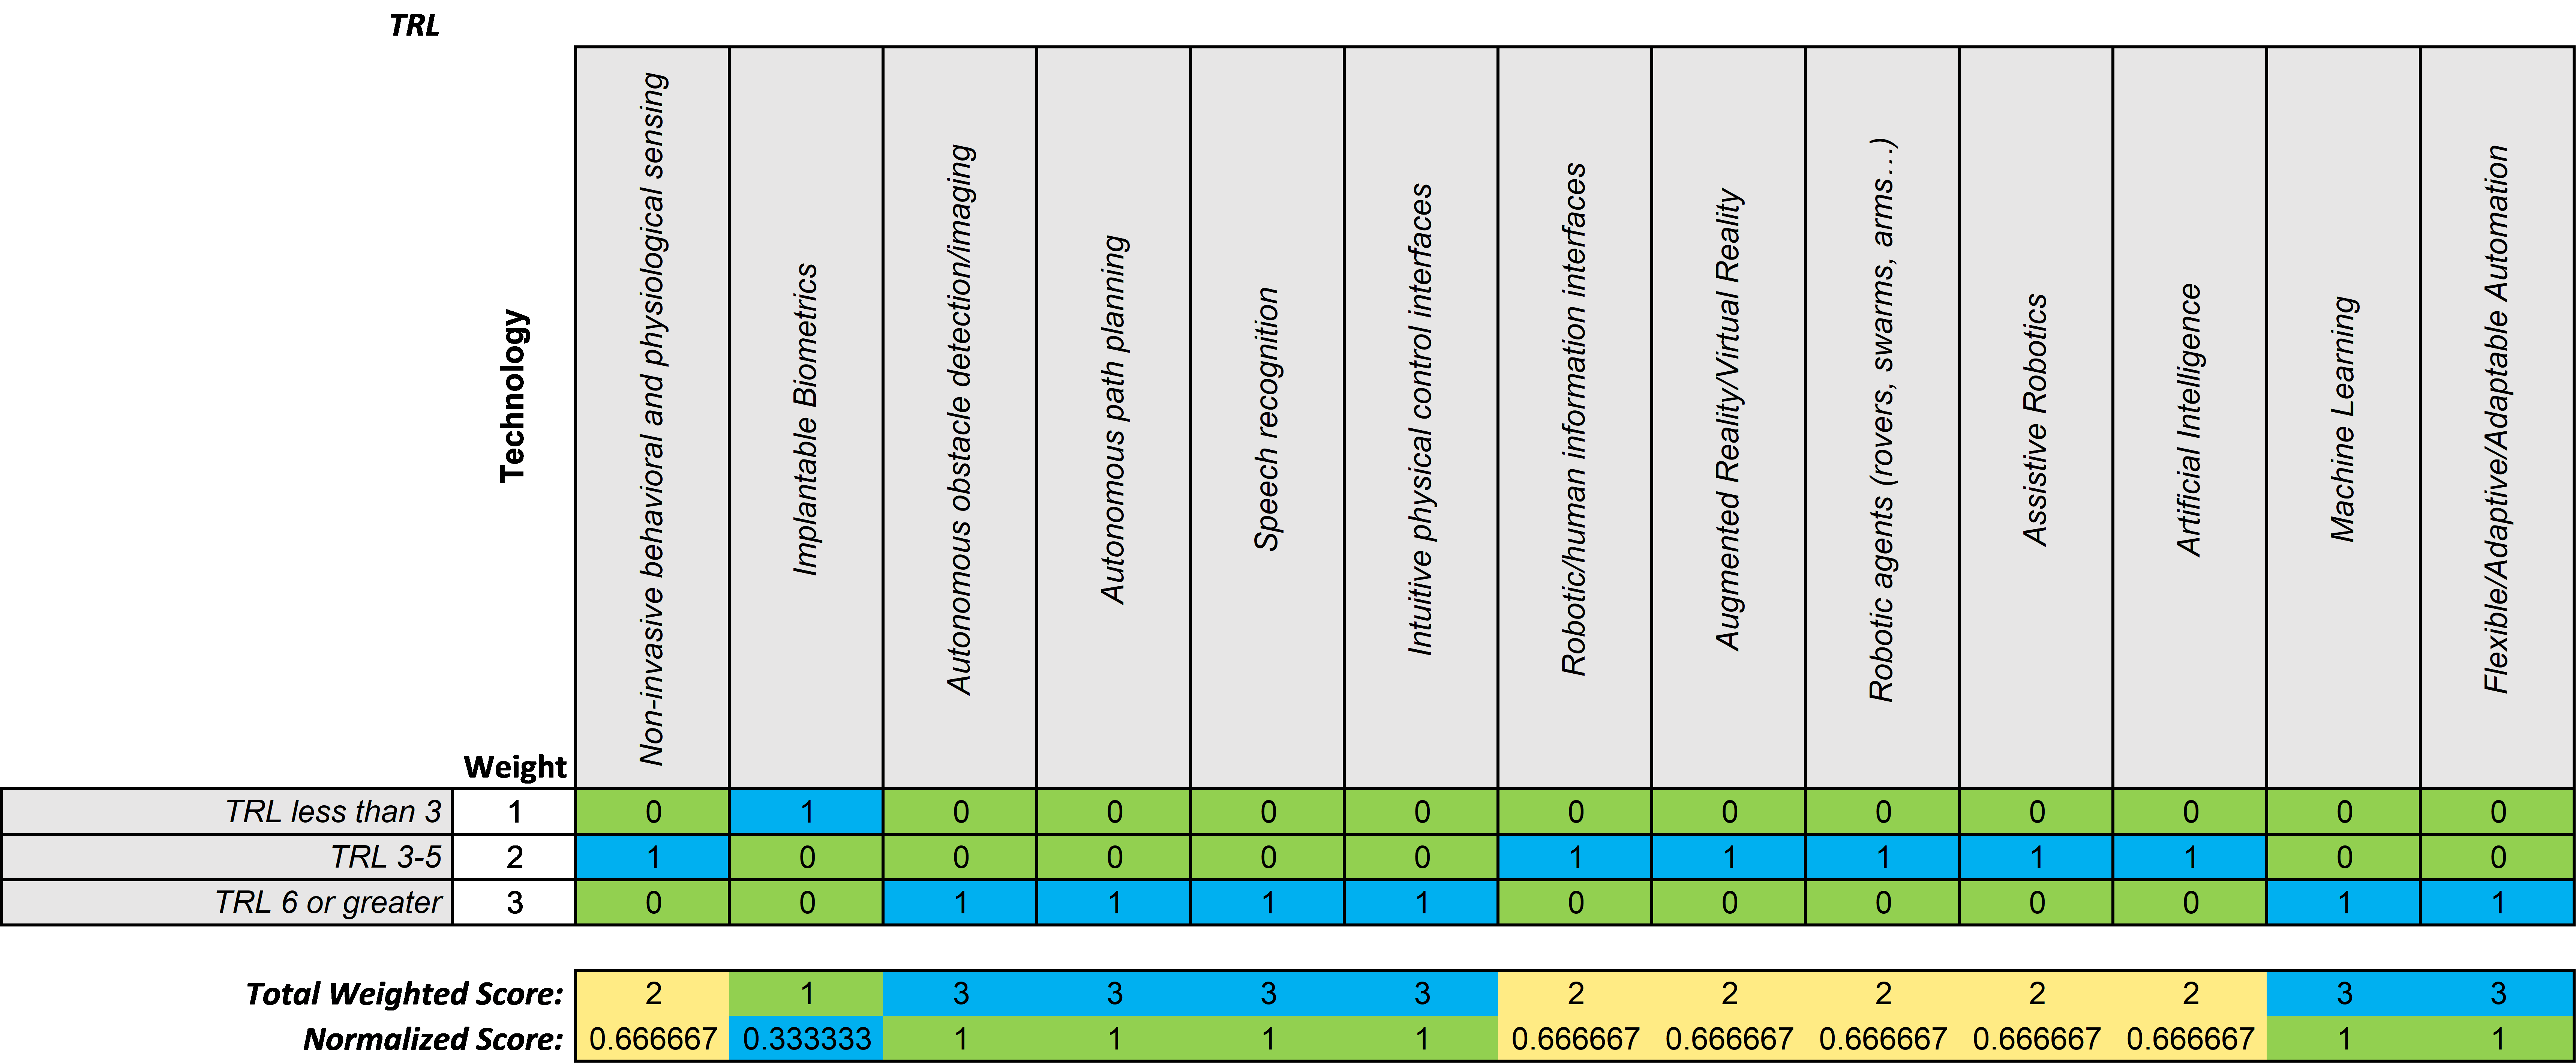 TRL
Technology
Non-invasive behavioral and physiological sensing
Implantable Biometrics
Autonomous obstacle detection/imaging
Autonomous path planning
Speech recognition
Intuitive physical control interfaces
Robotic/human information interfaces
Augmented Reality/Virtual Reality
Robotic agents (rovers, swarms, arms…)
Assistive Robotics
Artificial Intelligence
Machine Learning
Flexible/Adaptive/Adaptable Automation
Weight
TRL less than 3 1 0 1 0 0 0 0 0 0 0 0 0 0 0
TRL 3-5 2 1 0 0 0 0 0 1 1 1 1 1 0 0
TRL 6 or greater 3 0 0 1 1 1 1 0 0 0 0 0 1 1
Total Weighted Score: 2 1 3 3 3 3 2 2 2 2 2 3 3
Normalized Score: 0.666667 0.333333 1 1 1 1 0.666667 0.666667 0.666667 0.666667 0.666667 1 1